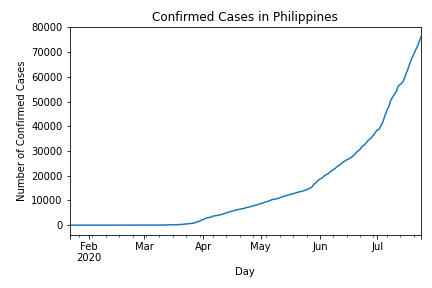 Confirmed Cases in Philippines
80000
70000
60000
50000
40000
30000
20000
10000
0
Number of Confirmed Cases
Feb Mar Apr May Jun Jul
2020
Day